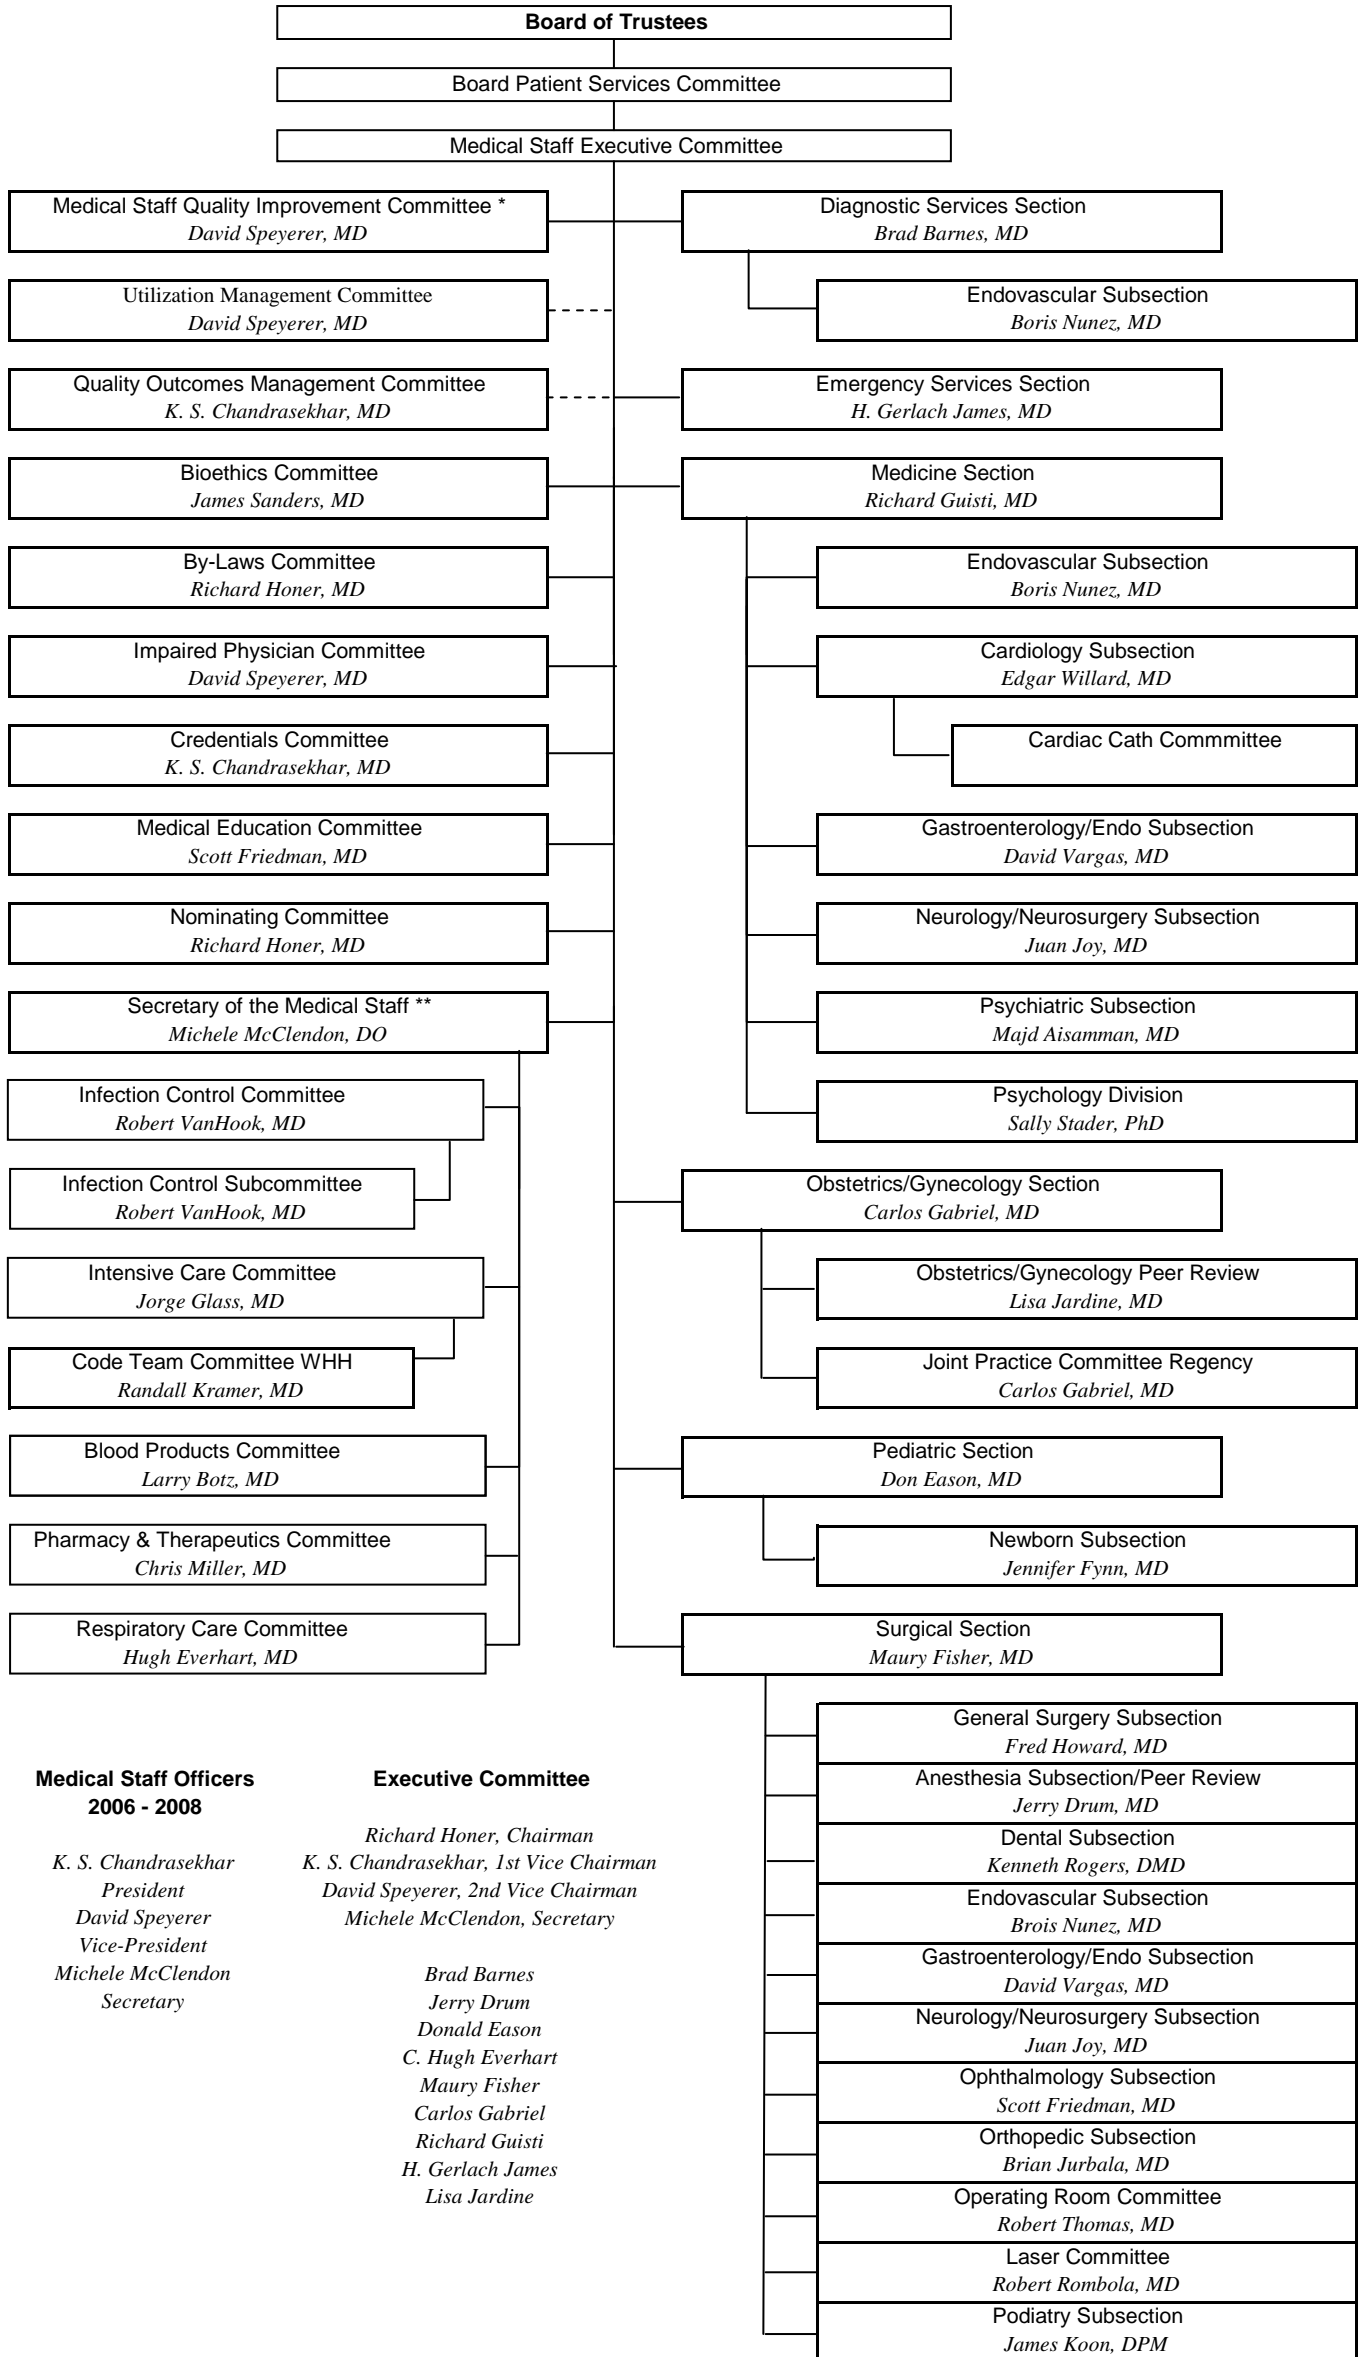 Board of Trustees
Board Patient Services Committee
Medical Staff Executive Committee
Medical Staff Quality Improvement Committee *
David Speyerer, MD
Utilization Management Committee
David Speyerer, MD
Quality Outcomes Management Committee
K. S. Chandrasekhar, MD
Bioethics Committee
James Sanders, MD
By-Laws Committee
Richard Honer, MD
Impaired Physician Committee
David Speyerer, MD
Credentials Committee
K. S. Chandrasekhar, MD
Medical Education Committee
Scott Friedman, MD
Nominating Committee
Richard Honer, MD
Secretary of the Medical Staff **
Michele McClendon, DO
Infection Control Committee
Robert VanHook, MD
Infection Control Subcommittee
Robert VanHook, MD
Intensive Care Committee
Jorge Glass, MD
Code Team Committee WHH
Randall Kramer, MD
Blood Products Committee
Larry Botz, MD
Pharmacy & Therapeutics Committee
Chris Miller, MD
Respiratory Care Committee
Hugh Everhart, MD
Diagnostic Services Section
Brad Barnes, MD
Endovascular Subsection
Boris Nunez, MD
Emergency Services Section
H. Gerlach James, MD
Medicine Section
Richard Guisti, MD
Endovascular Subsection
Boris Nunez, MD
Cardiology Subsection
Edgar Willard, MD
Cardiac Cath Commmittee
Gastroenterology/Endo Subsection
David Vargas, MD
Neurology/Neurosurgery Subsection
Juan Joy, MD
Psychiatric Subsection
Majd Aisamman, MD
Psychology Division
Sally Stader, PhD
Obstetrics/Gynecology Section
Carlos Gabriel, MD
Obstetrics/Gynecology Peer Review
Lisa Jardine, MD
Joint Practice Committee Regency
Carlos Gabriel, MD
Pediatric Section
Don Eason, MD
Newborn Subsection
Jennifer Fynn, MD
Surgical Section
Maury Fisher, MD
General Surgery Subsection
Fred Howard, MD
Anesthesia Subsection/Peer Review
Jerry Drum, MD
Dental Subsection
Kenneth Rogers, DMD
Endovascular Subsection
Brois Nunez, MD
Gastroenterology/Endo Subsection
David Vargas, MD
Neurology/Neurosurgery Subsection
Juan Joy, MD
Ophthalmology Subsection
Scott Friedman, MD
Orthopedic Subsection
Brian Jurbala, MD
Operating Room Committee
Robert Thomas, MD
Laser Committee
Robert Rombola, MD
Podiatry Subsection
James Koon, DPM
Medical Staff Officers
2006 - 2008
K. S. Chandrasekhar
President
David Speyerer
Vice-President
Michele McClendon
Secretary
Executive Committee
Richard Honer, Chairman
K. S. Chandrasekhar, 1st Vice Chairman
David Speyerer, 2nd Vice Chairman
Michele McClendon, Secretary
Brad Barnes
Jerry Drum
Donald Eason
C. Hugh Everhart
Maury Fisher
Carlos Gabriel
Richard Guisti
H. Gerlach James
Lisa Jardine